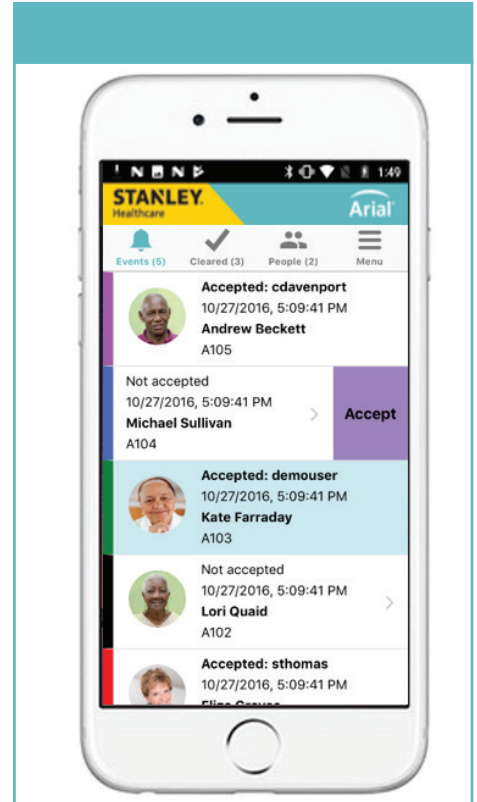 1:49
STANLEY.
Healthcare
Arial
Events (5) Cleared (3) People (2) Menu
Accepted: cdavenport
10/27/2016, 5:09:41 PM
Andrew Beckett
A105
Not accepted
10/27/2016, 5:09:41 PM
Michael Sullivan
A104
Accept
Accepted: demouser
10/27/2016, 5:09:41 PM
Kate Farraday
A103
Not accepted
10/27/2016, 5:09:41 PM
Lori Quaid
A102
Accepted: sthomas
10/27/2016, 5:09:41 PM